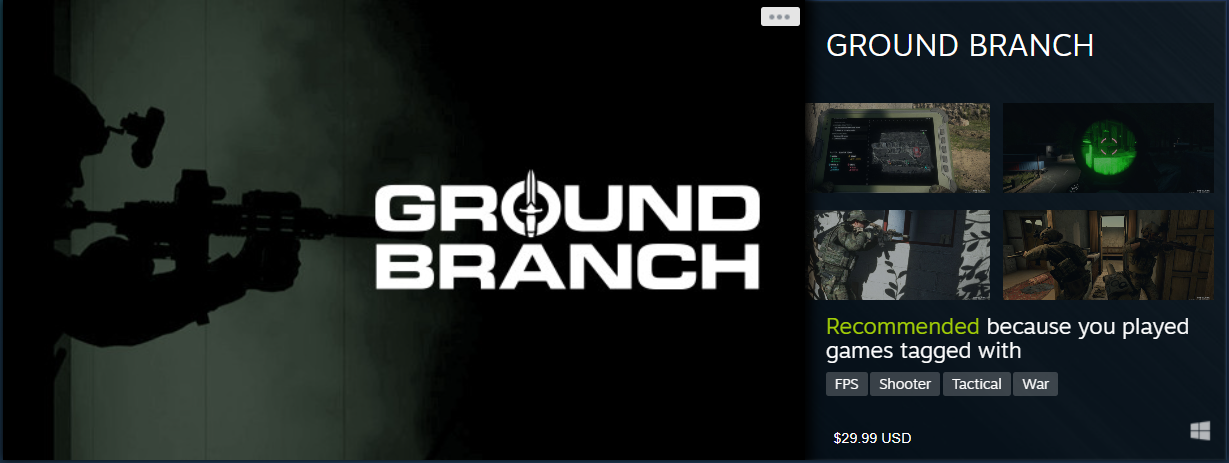 GROUND
BRANCH
GROUND BRANCH
Recommended because you played
games tagged with
FPS Shooter Tactical War
$29.99 USD